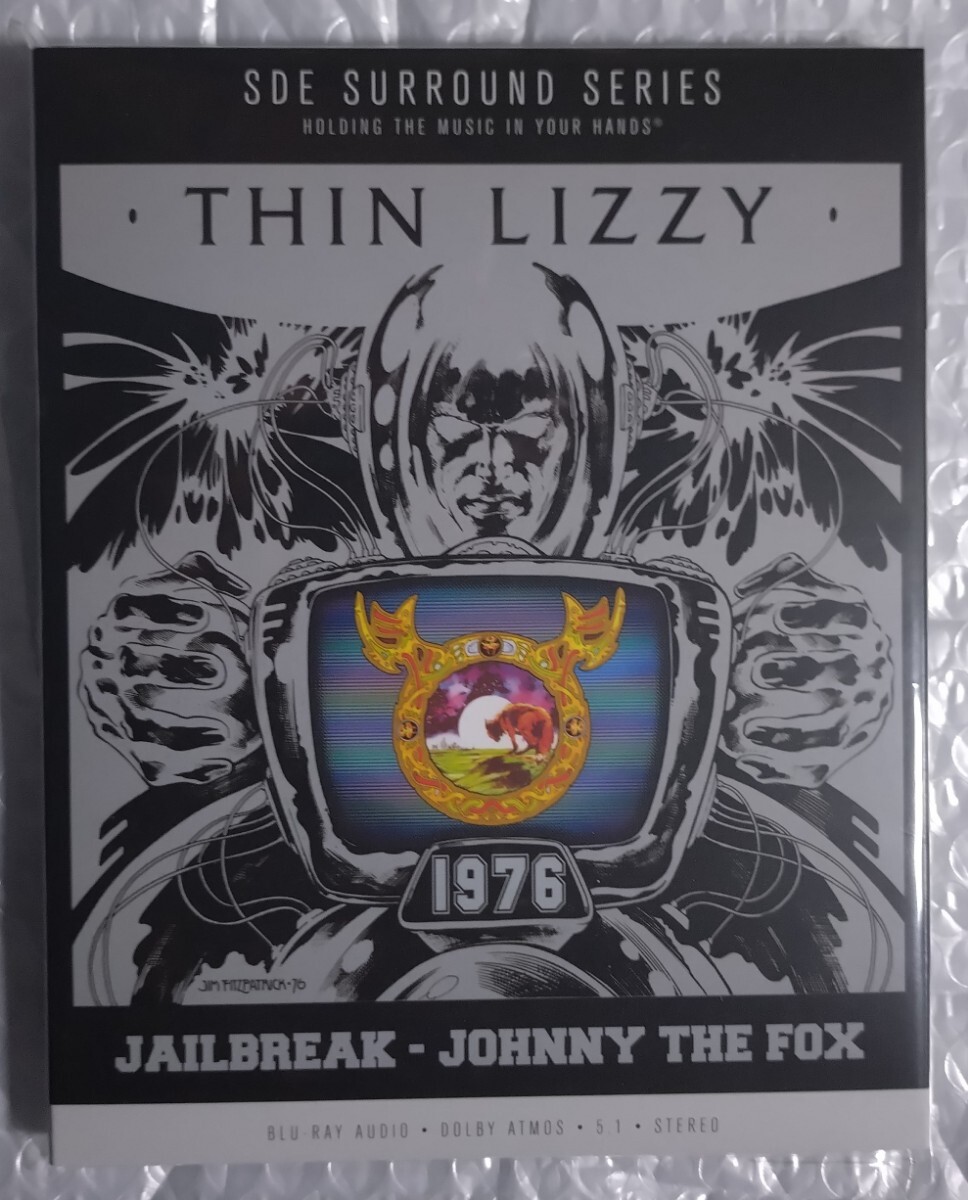 SDE SURROUND SERIES
HOLDING THE MUSIC IN YOUR HANDS®
· THIN LIZZY ·
1976
JIM FITZPATRICK·76
JAILBREAK - JOHNNY THE FOX
BLU-RAY AUDIO • DOLBY ATMOS • 5.1 • STEREO